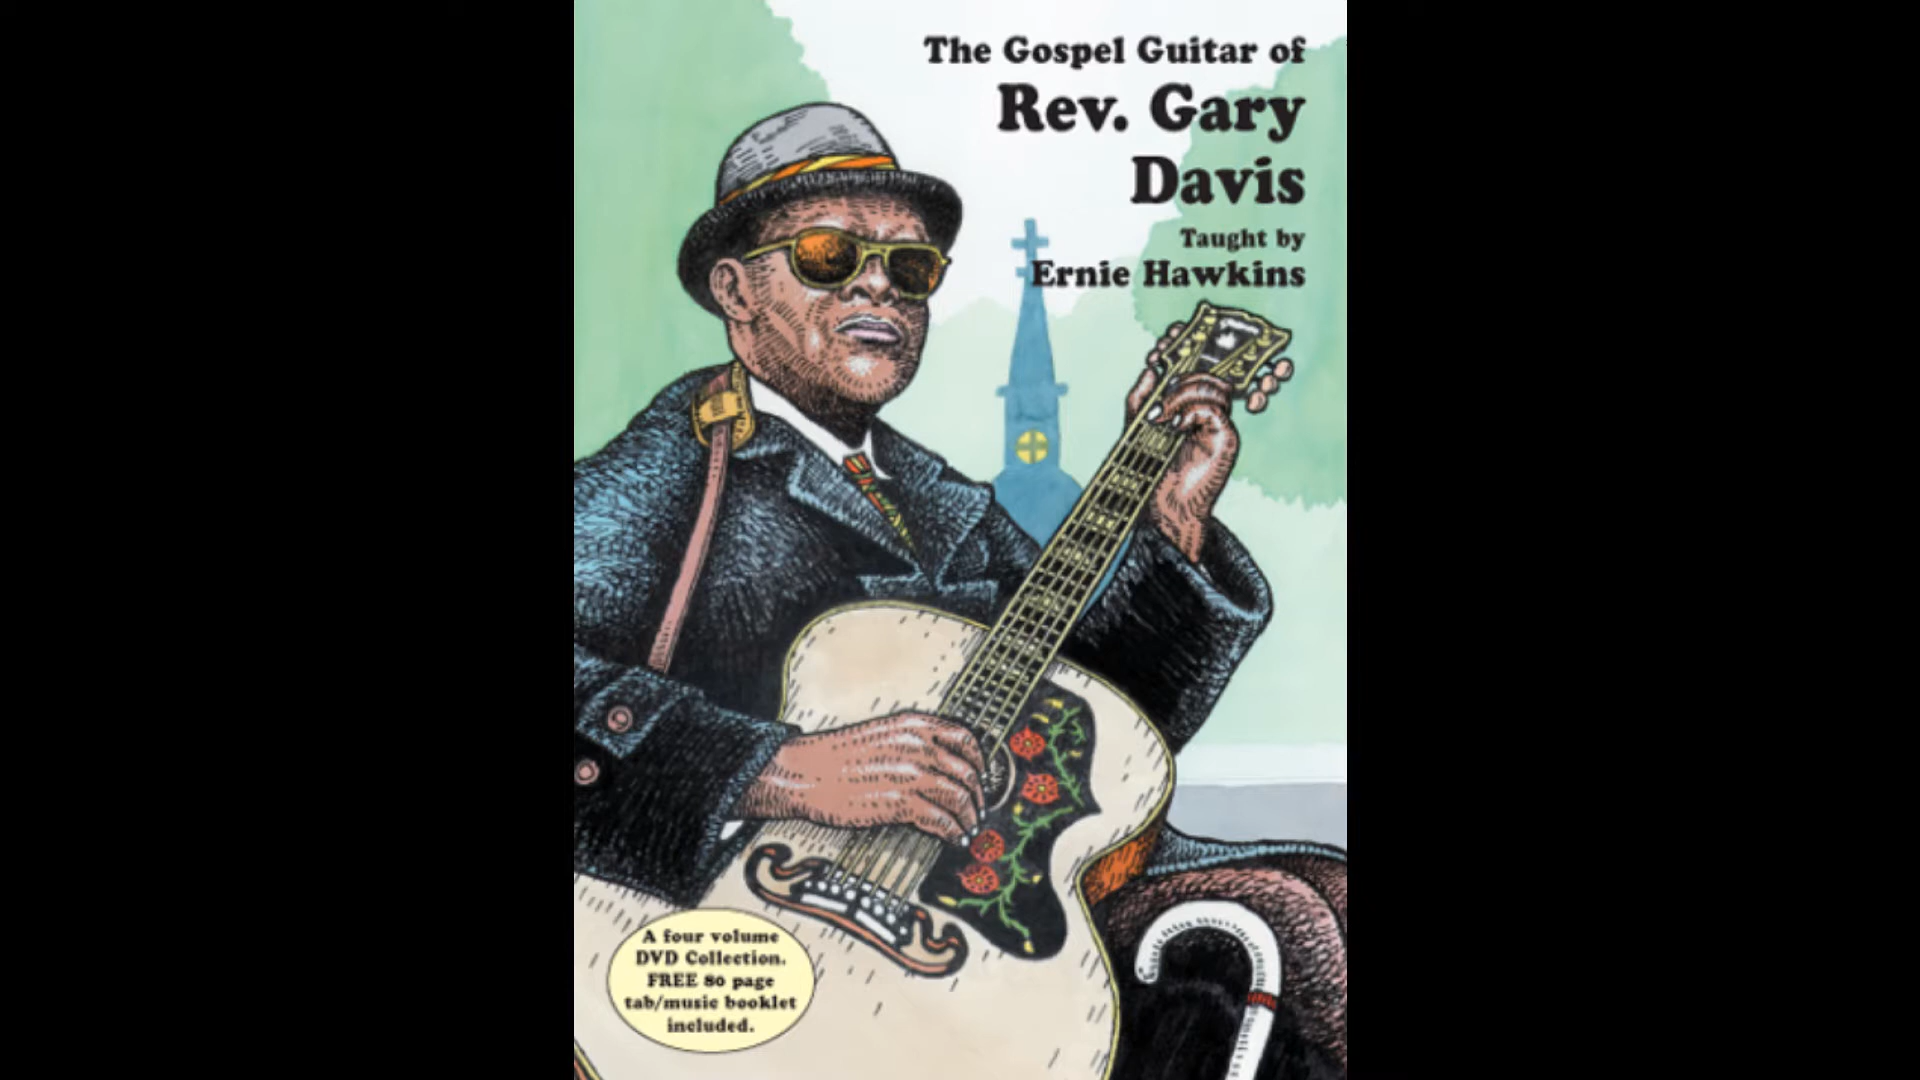 The Gospel Guitar of
Rev. Gary
Davis
Taught by
Ernie Hawkins
A four volume
DVD Collection.
FREE 80 page
tab/music booklet
included.